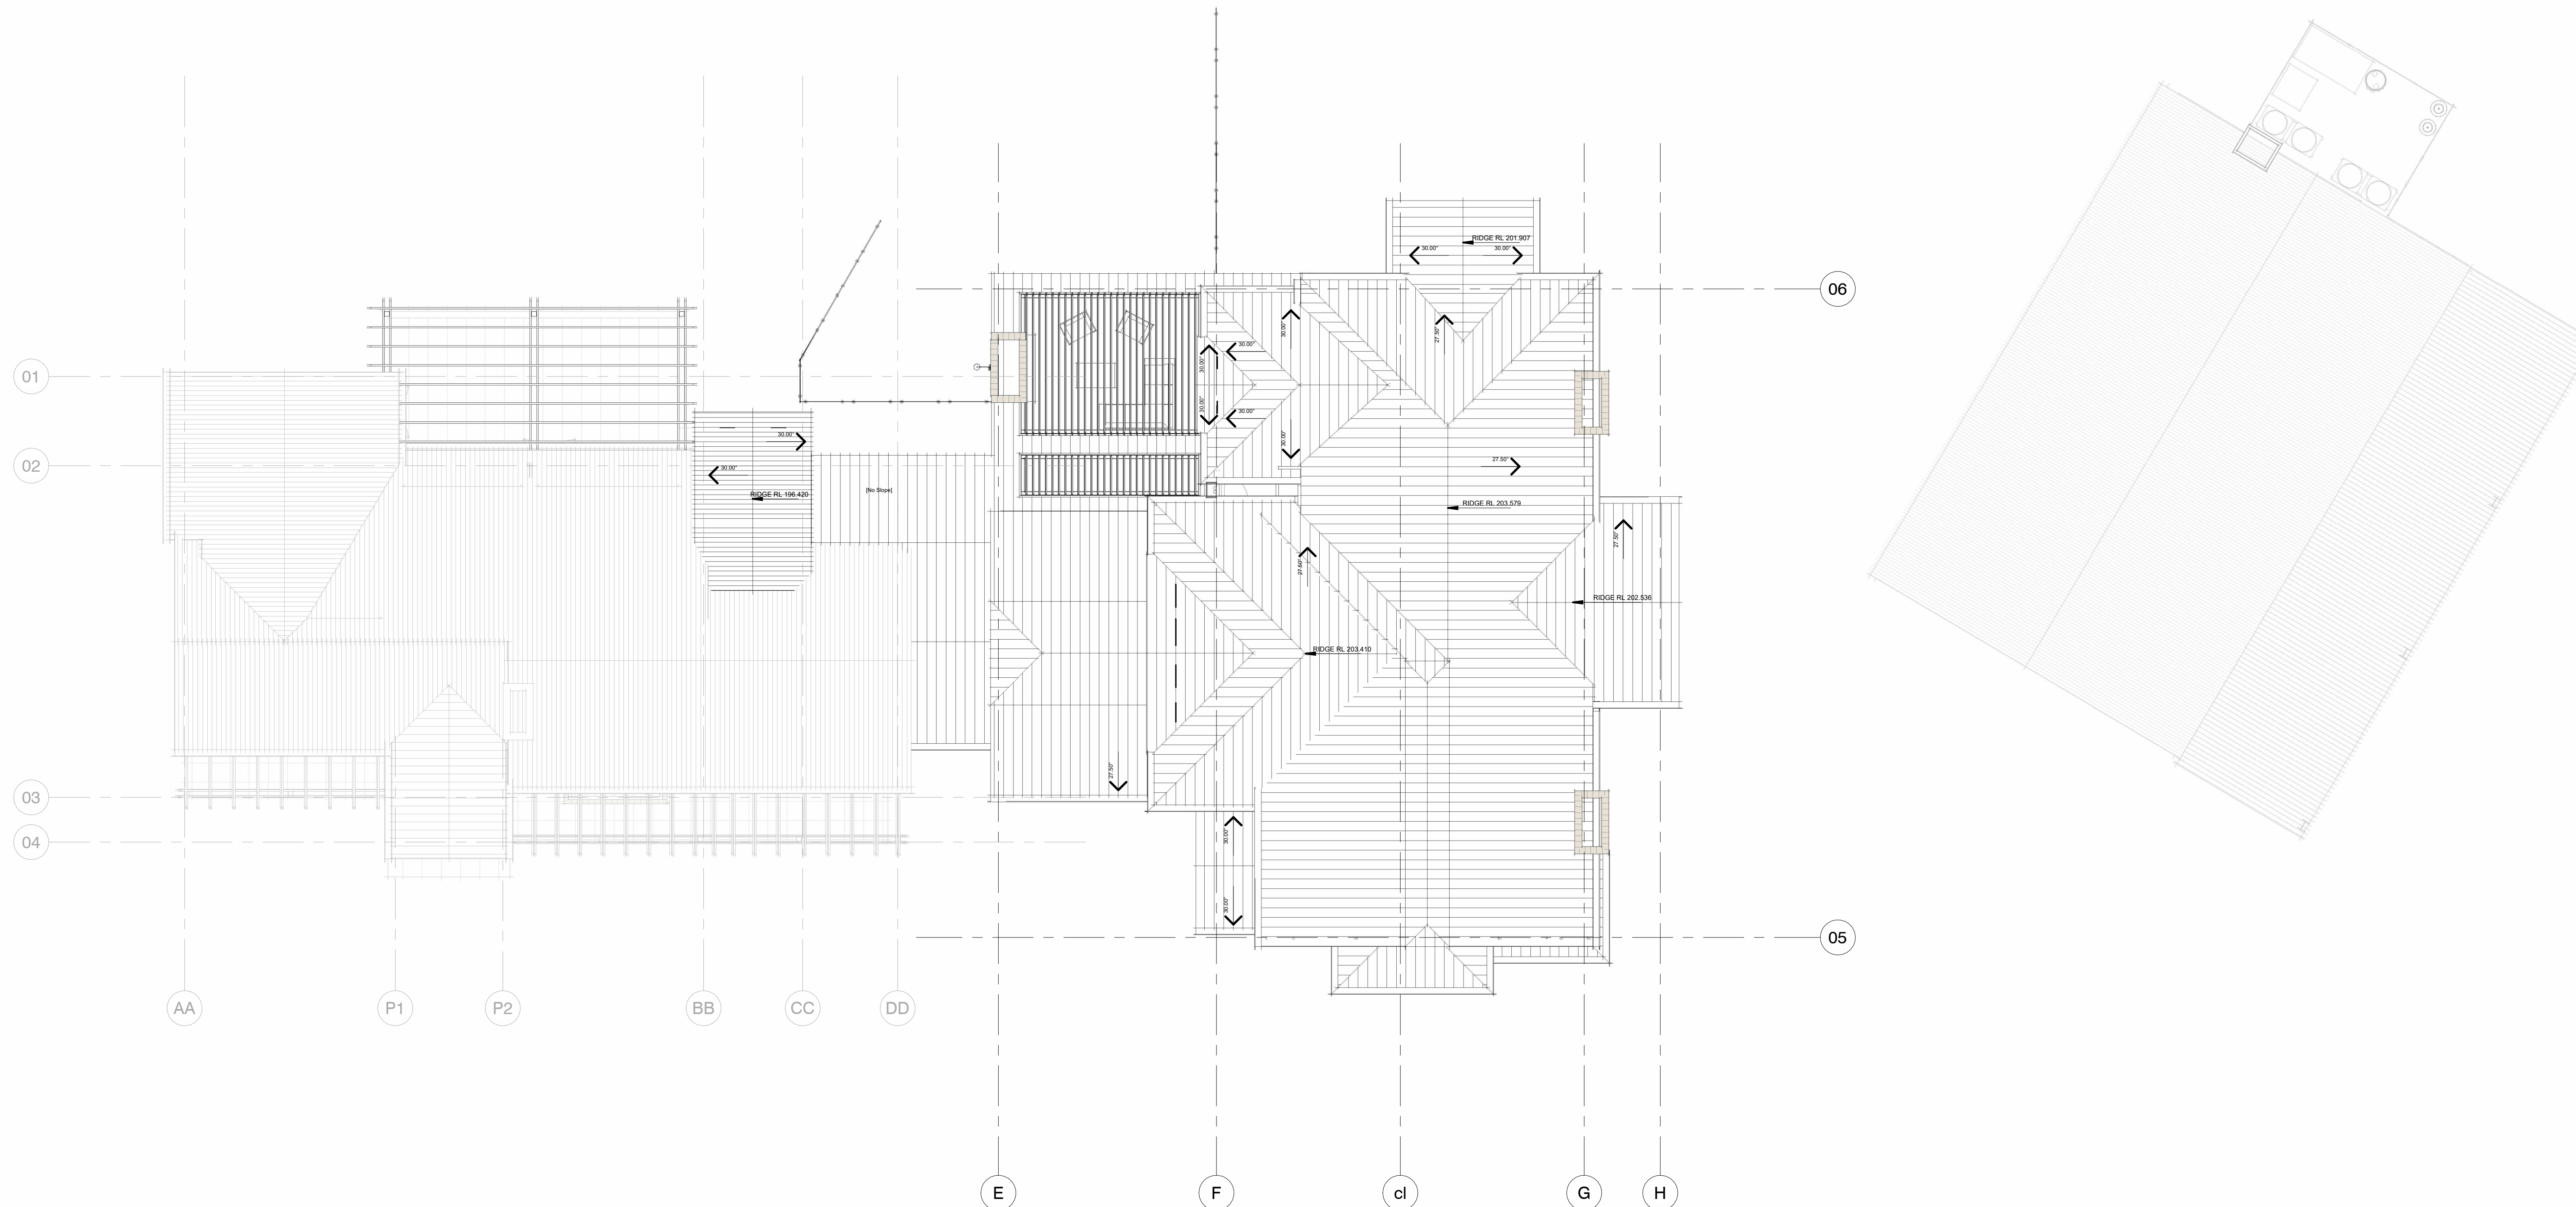 RIDGE RL 201.907
30.00°
30.00°
06
27.50°
30.00°
30.00°
30.00°
01
30.00°
30.00°
30.00°
30.00°
02
30.00°
27.50°
RIDGE RL 196.420
[No Slope]
RIDGE RL 203.579
27.50°
27.50°
RIDGE RL 202.536
RIDGE RL 203.410
27.50°
03
04
30.00°
30.00°
05
AA
P1
P2
BB
CC
DD
E
F
cl
G
H